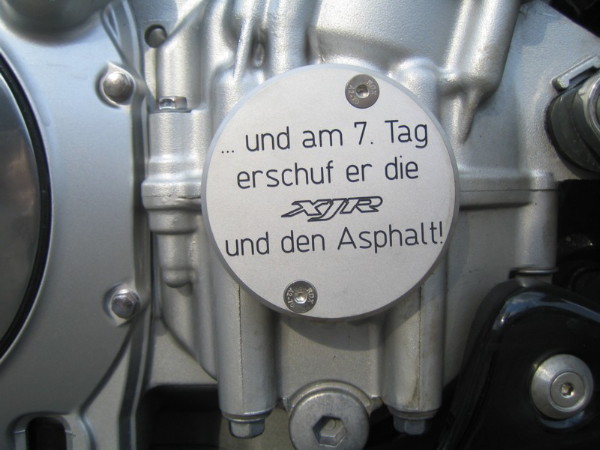 ... und am 7. Tag
erschuf er die
XJR
und den Asphalt!